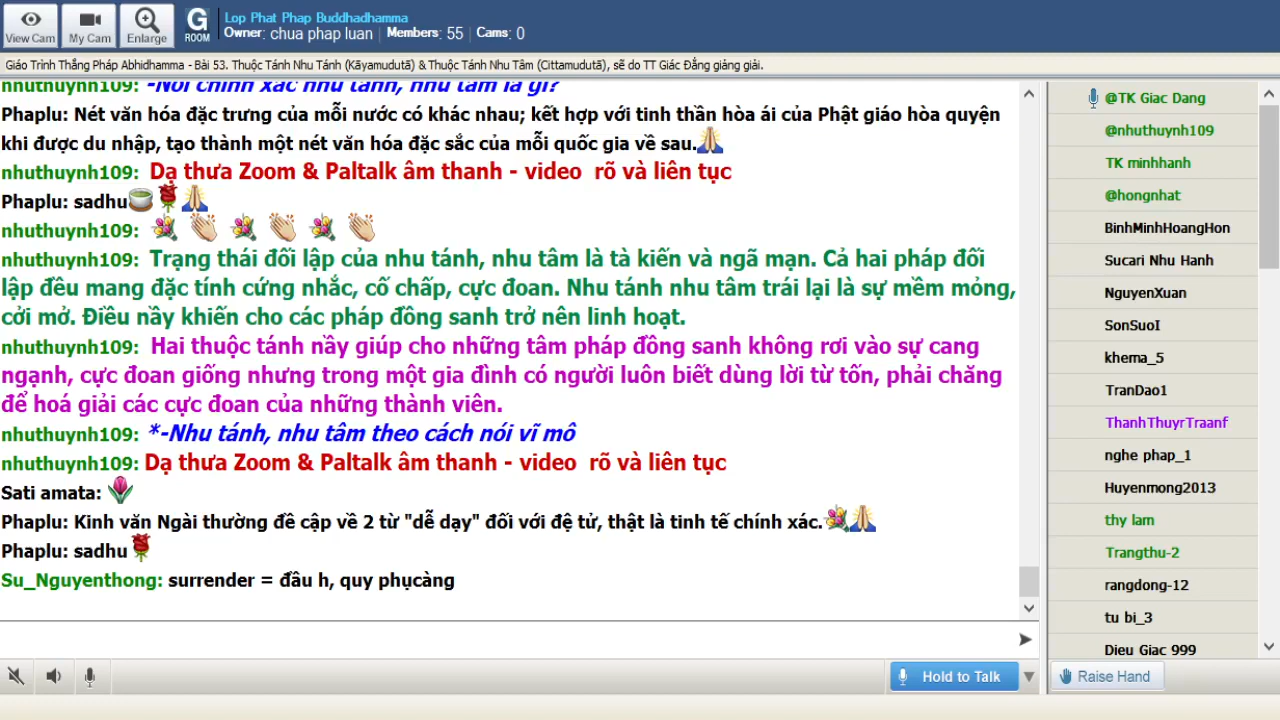 View Cam
My Cam
Enlarge
G
ROOM
Lop Phat Phap Buddhadhamma
Owner: chua phap luan | Members: 55 | Cams: 0
Giáo Trình Thắng Pháp Abhidhamma - Bài 53. Thuộc Tánh Nhu Tánh (Kāyamudutā) & Thuộc Tánh Nhu Tâm (Cittamudutā), sẽ do TT Giác Đẳng giảng giải.
nhuthuynh109: -Nói chính xác nhu tánh, nhu tâm là gì?
Phaplu: Nét văn hóa đặc trưng của mỗi nước có khác nhau; kết hợp với tinh thần hòa ái của Phật giáo hòa quyện
khi được du nhập, tạo thành một nét văn hóa đặc sắc của mỗi quốc gia về sau.
nhuthuynh109: Dạ thưa Zoom & Paltalk âm thanh - video rõ và liên tục
Phaplu: sadhu
nhuthuynh109:
nhuthuynh109: Trạng thái đối lập của nhu tánh, nhu tâm là tà kiến và ngã mạn. Cả hai pháp đối
lập đều mang đặc tính cứng nhắc, cố chấp, cực đoan. Nhu tánh nhu tâm trái lại là sự mềm mỏng,
cởi mở. Điều nầy khiến cho các pháp đồng sanh trở nên linh hoạt.
nhuthuynh109: Hai thuộc tánh nầy giúp cho những tâm pháp đồng sanh không rơi vào sự cang
ngạnh, cực đoan giống nhưng trong một gia đình có người luôn biết dùng lời từ tốn, phải chăng
để hoá giải các cực đoan của những thành viên.
nhuthuynh109: *-Nhu tánh, nhu tâm theo cách nói vĩ mô
nhuthuynh109: Dạ thưa Zoom & Paltalk âm thanh - video rõ và liên tục
Sati amata:
Phaplu: Kinh văn Ngài thường đề cập về 2 từ "dễ dạy" đối với đệ tử, thật là tinh tế chính xác.
Phaplu: sadhu
Su_Nguyenthong: surrender = đâu h, quy phụcàng
@TK Giac Dang
@nhuthuynh109
TK minhhanh
@hongnhat
BinhMinhHoangHon
Sucari Nhu Hanh
NguyenXuan
SonSuoI
khema_5
TranDao1
ThanhThuyrTraanf
nghe phap_1
Huyenmong2013
thy lam
Trangthu-2
rangdong-12
tu bi_3
Dieu Giac 999
Hold to Talk
Raise Hand